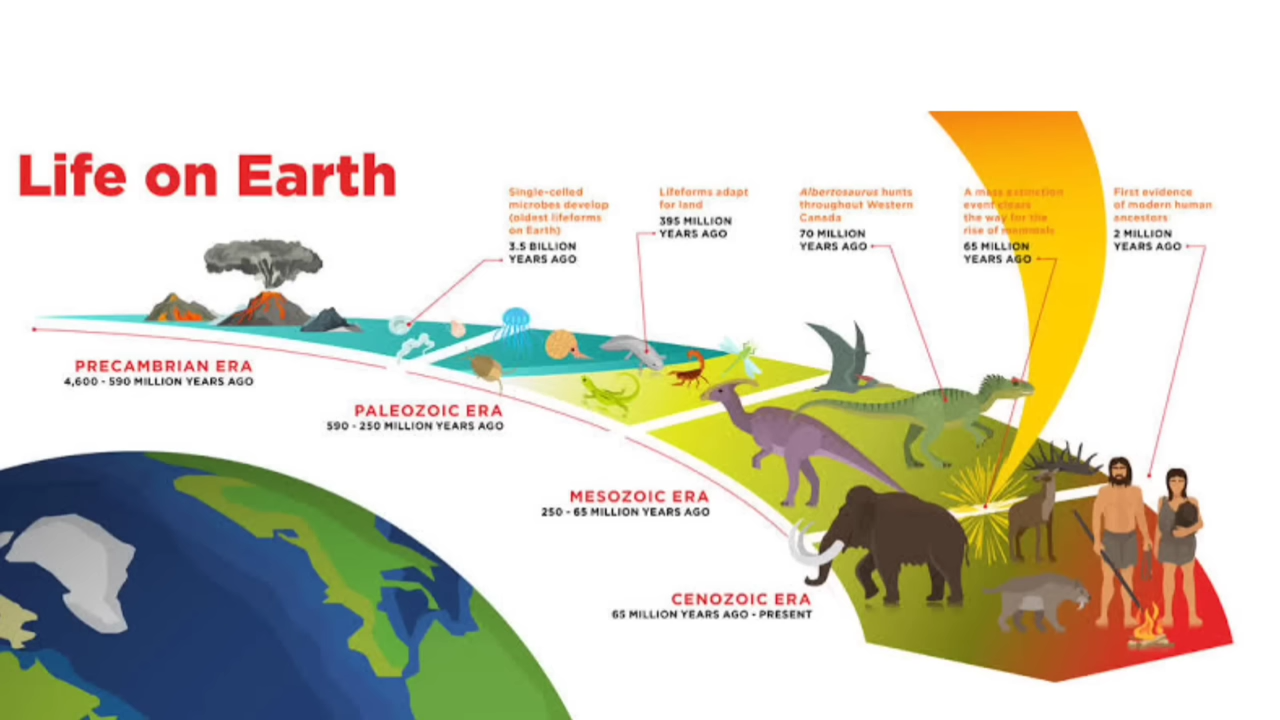 Life on Earth
Single-celled
microbes develop
(oldest lifeforms
on Earth)
3.5 BILLION
YEARS AGO
Lifeforms adapt
for land
395 MILLION
YEARS AGO
Albertosaurus hunts
throughout Western
Canada
70 MILLION
YEARS AGO
A mass extinction
event clears
the way for the
rise of mammals
65 MILLION
YEARS AGO
First evidence
of modern human
ancestors
2 MILLION
YEARS AGO
PRECAMBRIAN ERA
4,600 - 590 MILLION YEARS AGO
PALEOZOIC ERA
590 - 250 MILLION YEARS AGO
MESOZOIC ERA
250 - 65 MILLION YEARS AGO
CENOZOIC ERA
65 MILLION YEARS AGO - PRESENT